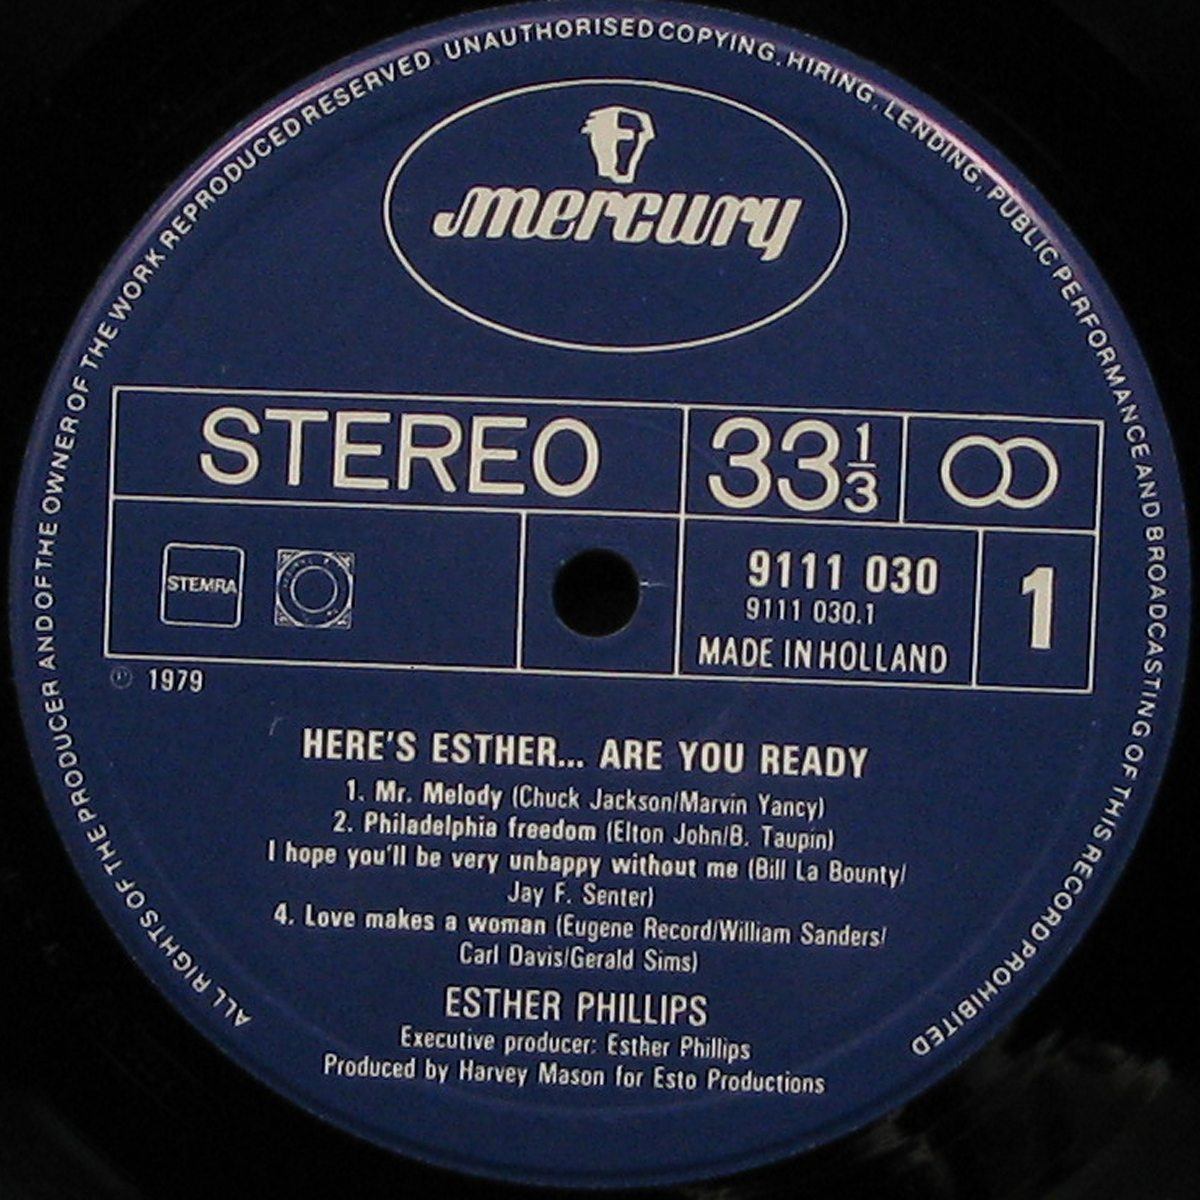 ALL RIGHTS OF THE PRODUCER AND OF THE OWNER OF THE WORK REPRODUCED RESERVED. UNAUTHORISED COPYING, HIRING, LENDING, PUBLIC PERFORMANCE AND BROADCASTING OF THIS RECORD PROHIBITED
mercury
STEREO 33 1/3
STEMRA
9111 030
9111 030.1
MADE IN HOLLAND
1
℗ 1979
HERE'S ESTHER... ARE YOU READY
1. Mr. Melody (Chuck Jackson/Marvin Yancy)
2. Philadelphia freedom (Elton John/B. Taupin)
I hope you'll be very unhappy without me (Bill La Bounty/
Jay F. Senter)
4. Love makes a woman (Eugene Record/William Sanders/
Carl Davis/Gerald Sims)
ESTHER PHILLIPS
Executive producer: Esther Phillips
Produced by Harvey Mason for Esto Productions